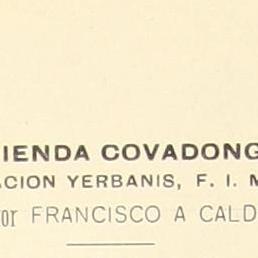 IENDA COVADONG
ACION YERBANIS, F. I. M
or FRANCISCO A CALD